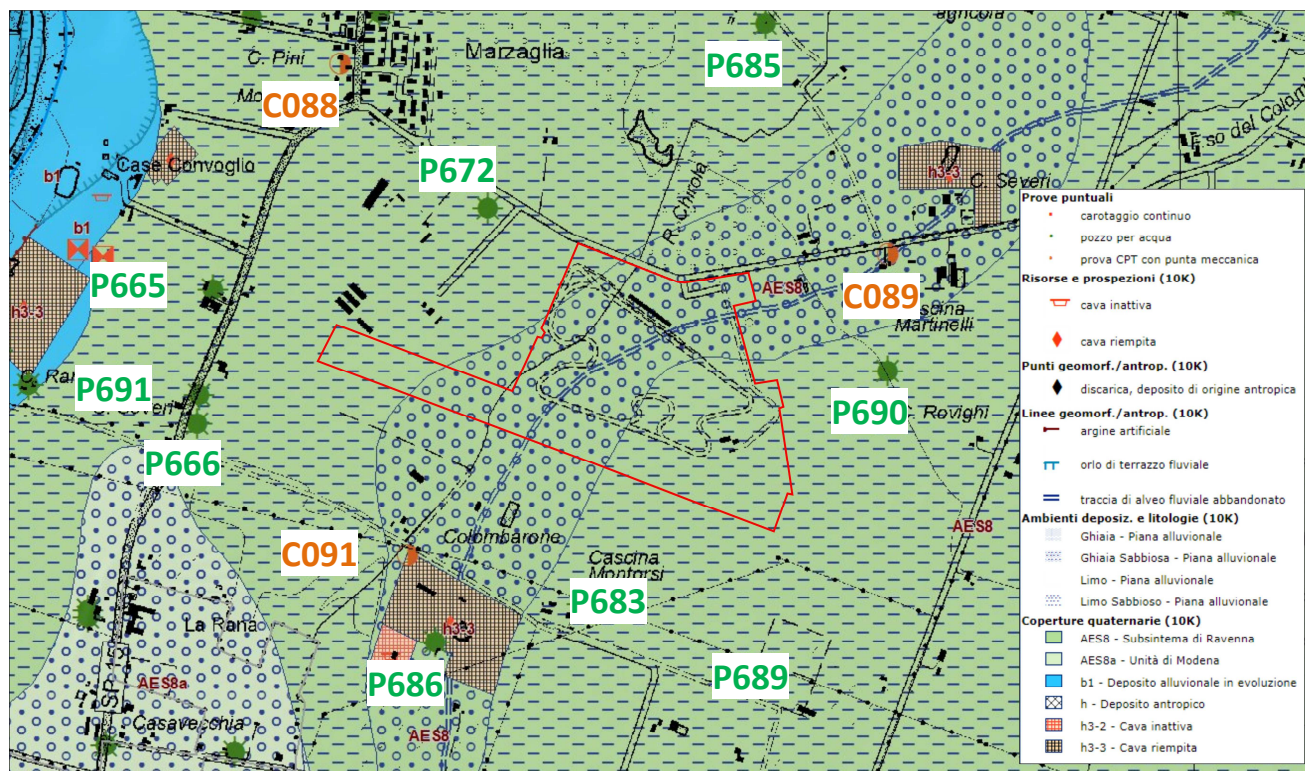 agricola
C. Pini
Marzaglia
P685
C088
Case Convoglio
P672
F.so del Colom
b1
h3-3
C. Severi
b1
P. Chirola
P665
AES8
C089
Cascina
Martinelli
h3-3
P691
P690
Rovighi
P666
AES8
C091
Colombarone
Cascina
Montorsi
P683
La Rana
h3-3
P686
P689
SP 15
AES8a
AES8
Casavecchia
Prove puntuali
carotaggio continuo
pozzo per acqua
prova CPT con punta meccanica
Risorse e prospezioni (10K)
cava inattiva
cava riempita
Punti geomorf./antrop. (10K)
discarica, deposito di origine antropica
Linee geomorf./antrop. (10K)
argine artificiale
orlo di terrazzo fluviale
traccia di alveo fluviale abbandonato
Ambienti deposiz. e litologie (10K)
Ghiaia - Piana alluvionale
Ghiaia Sabbiosa - Piana alluvionale
Limo - Piana alluvionale
Limo Sabbioso - Piana alluvionale
Coperture quaternarie (10K)
AES8 - Subsintema di Ravenna
AES8a - Unità di Modena
b1 - Deposito alluvionale in evoluzione
h - Deposito antropico
h3-2 - Cava inattiva
h3-3 - Cava riempita